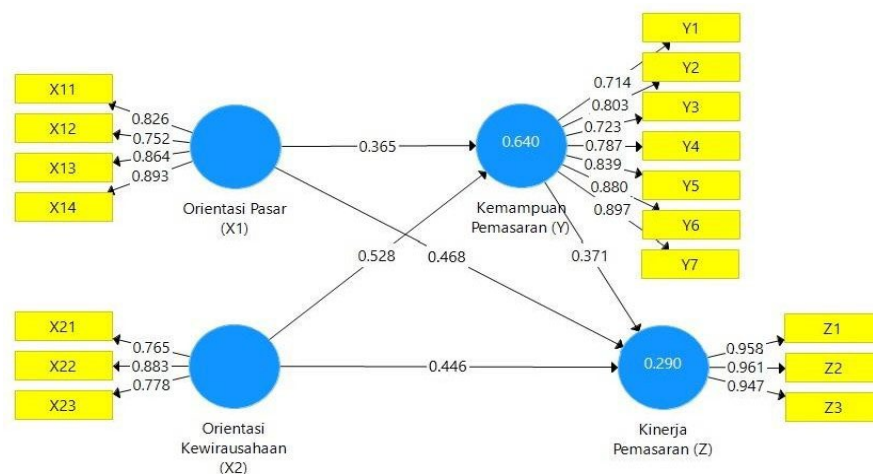 X11
X12
X13
X14
0.826
0.752
0.864
0.893
Orientasi Pasar
(X1)
0.365
0.528
0.468
0.640
Kemampuan
Pemasaran (Y)
0.714
0.803
0.723
0.787
0.839
0.880
0.897
Y1
Y2
Y3
Y4
Y5
Y6
Y7
0.371
X21
X22
X23
0.765
0.883
0.778
Orientasi
Kewirausahaan
(X2)
0.446
0.290
Kinerja
Pemasaran (Z)
0.958
0.961
0.947
Z1
Z2
Z3